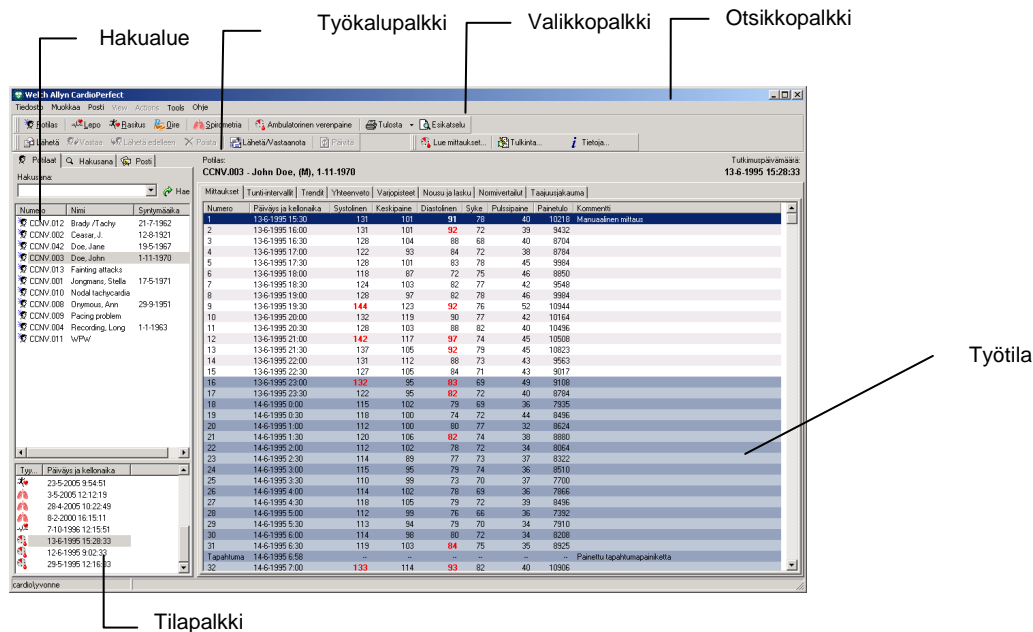 Hakualue
Työkalupalkki
Valikkopalkki
Otsikkopalkki
Welch Allyn CardioPerfect
Tiedosto Muokkaa Posti View Actions Tools Ohje
Potilas Lepo Rasitus Oire Spirometria Ambulatorinen verenpaine Tulosta Esikatselu
Lähetä Vastaa Lähetä edelleen Poista Lähetä/Vastaanota Päivitä Lue mittaukset... Tulkinta... Tietoja...
Potilaat Hakusana Posti
Hakusana:
Hae
Numero Nimi Syntymäaika
CCNV.012 Brady /Tachy 21-7-1962
CCNV.002 Ceasar, J. 12-8-1921
CCNV.042 Doe, Jane 19-5-1967
CCNV.003 Doe, John 1-11-1970
CCNV.013 Fainting attacks
CCNV.001 Jongmans, Stella 17-5-1971
CCNV.010 Nodal tachycardia
CCNV.008 Onymous, Ann 29-9-1951
CCNV.009 Pacing problem
CCNV.004 Recording, Long 1-1-1963
CCNV.011 WPW
Tyy... Päiväys ja kellonaika
23-5-2005 9:54:51
3-5-2005 12:12:19
28-4-2005 10:22:49
8-2-2000 16:15:11
7-10-1996 12:15:51
13-6-1995 15:28:33
12-6-1995 9:02:33
29-5-1995 12:16:03
Potilas: Tutkimuspäivämäärä:
CCNV.003 - John Doe, (M), 1-11-1970 13-6-1995 15:28:33
Mittaukset Tunti-intervallit Trendit Yhteenveto Varjopisteet Nousu ja lasku Normivertailut Taajuusjakauma
Numero Päiväys ja kellonaika Systolinen Keskipaine Diastolinen Syke Pulssipaine Painetulo Kommentti
1 13-6-1995 15:30 131 101 91 78 40 10218 Manuaalinen mittaus
2 13-6-1995 16:00 131 101 92 72 39 9432
3 13-6-1995 16:30 128 104 88 68 40 8704
4 13-6-1995 17:00 122 93 84 72 38 8784
5 13-6-1995 17:30 128 101 83 78 45 9984
6 13-6-1995 18:00 118 87 72 75 46 8850
7 13-6-1995 18:30 124 103 82 77 42 9548
8 13-6-1995 19:00 128 97 82 78 46 9984
9 13-6-1995 19:30 144 123 92 76 52 10944
10 13-6-1995 20:00 132 119 90 77 42 10164
11 13-6-1995 20:30 128 103 88 82 40 10496
12 13-6-1995 21:00 142 117 97 74 45 10508
13 13-6-1995 21:30 137 105 92 79 45 10823
14 13-6-1995 22:00 131 112 88 73 43 9563
15 13-6-1995 22:30 127 105 84 71 43 9017
16 13-6-1995 23:00 132 95 83 69 49 9108
17 13-6-1995 23:30 122 95 82 72 40 8784
18 14-6-1995 0:00 115 102 79 69 36 7935
19 14-6-1995 0:30 118 100 74 72 44 8496
20 14-6-1995 1:00 112 100 80 77 32 8624
21 14-6-1995 1:30 120 106 82 74 38 8880
22 14-6-1995 2:00 112 102 78 72 34 8064
23 14-6-1995 2:30 114 89 77 73 37 8322
24 14-6-1995 3:00 115 95 79 74 36 8510
25 14-6-1995 3:30 110 99 73 70 37 7700
26 14-6-1995 4:00 114 102 78 69 36 7866
27 14-6-1995 4:30 118 105 79 72 39 8496
28 14-6-1995 5:00 112 99 76 66 36 7392
29 14-6-1995 5:30 113 94 79 70 34 7910
30 14-6-1995 6:00 114 98 80 72 34 8208
31 14-6-1995 6:30 119 103 84 75 35 8925
Tapahtuma 14-6-1995 6:58 -- -- -- -- -- -- Painettu tapahtumapainiketta
32 14-6-1995 7:00 133 114 93 82 40 10906
cardiolyvonne
Työtila
Tilapalkki